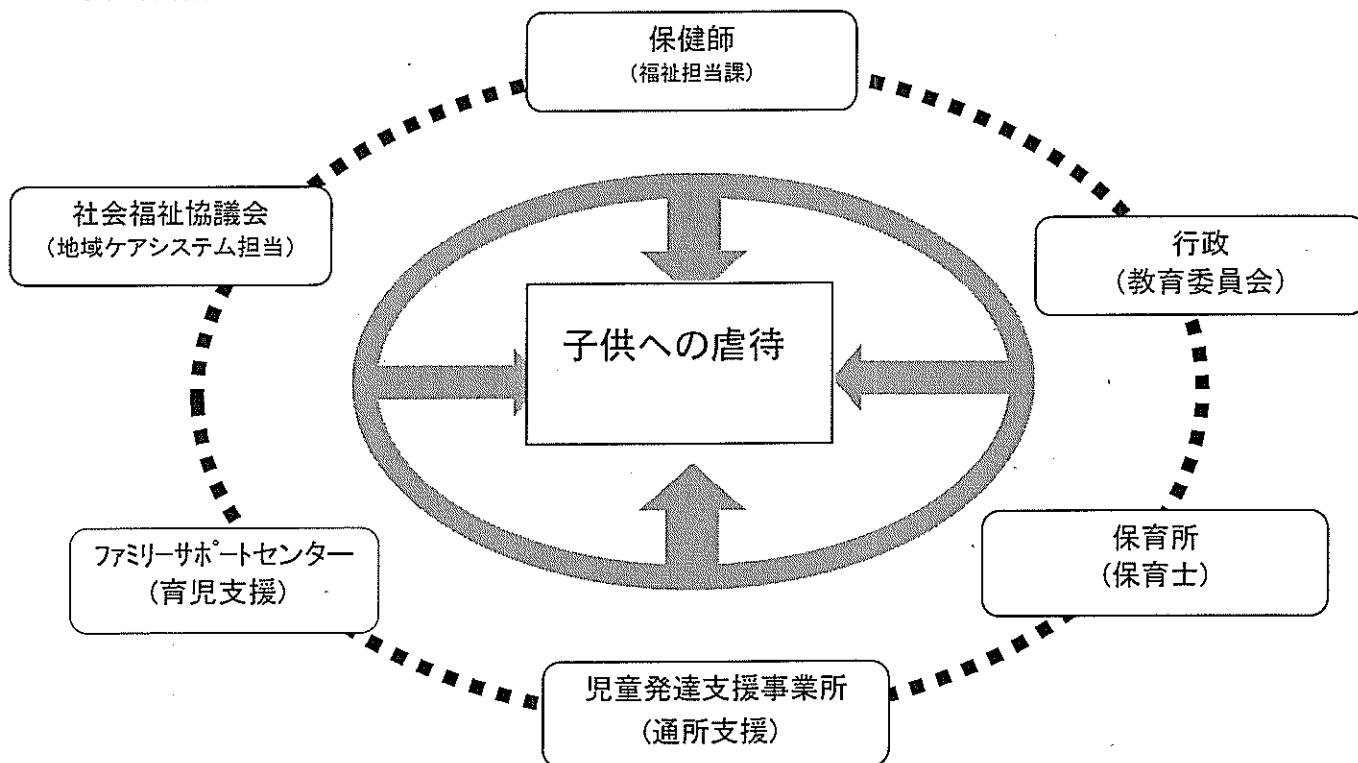 保健師
(福祉担当課)
社会福祉協議会
(地域ケアシステム担当)
行政
(教育委員会)
子供への虐待
ファミリーサポートセンター
(育児支援)
保育所
(保育士)
児童発達支援事業所
(通所支援)